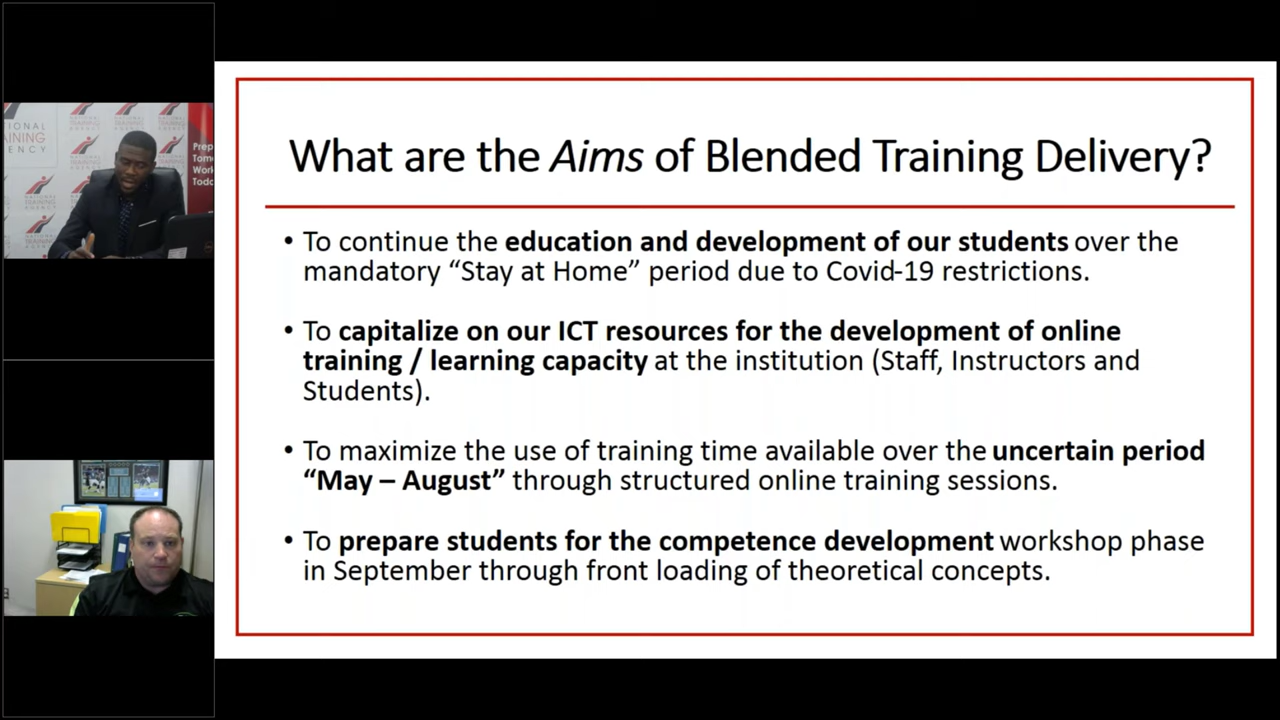 What are the Aims of Blended Training Delivery?
• To continue the education and development of our students over the
mandatory “Stay at Home” period due to Covid-19 restrictions.
• To capitalize on our ICT resources for the development of online
training / learning capacity at the institution (Staff, Instructors and
Students).
• To maximize the use of training time available over the uncertain period
“May – August” through structured online training sessions.
• To prepare students for the competence development workshop phase
in September through front loading of theoretical concepts.
NATIONAL
TRAINING
AGENCY